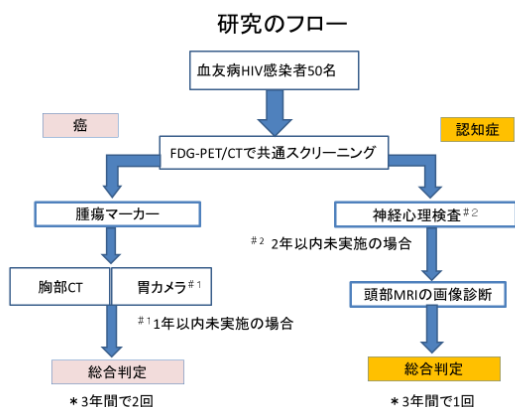 研究のフロー
血友病HIV感染者50名
癌
認知症
FDG-PET/CTで共通スクリーニング
腫瘍マーカー
神経心理検査#2
#2 2年以内未実施の場合
胸部CT
胃カメラ#1
頭部MRIの画像診断
#1 1年以内未実施の場合
総合判定
総合判定
*3年間で2回
*3年間で1回